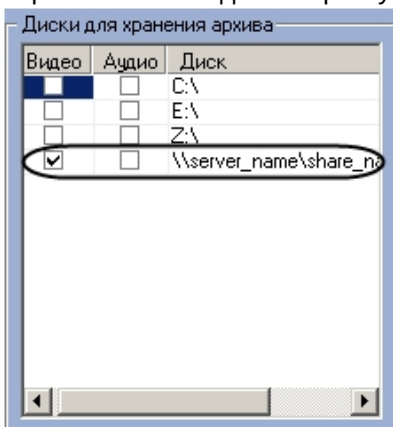 Диски для хранения архива
Видео Аудио Диск
C:\
E:\
Z:\
\\server_name\share_na